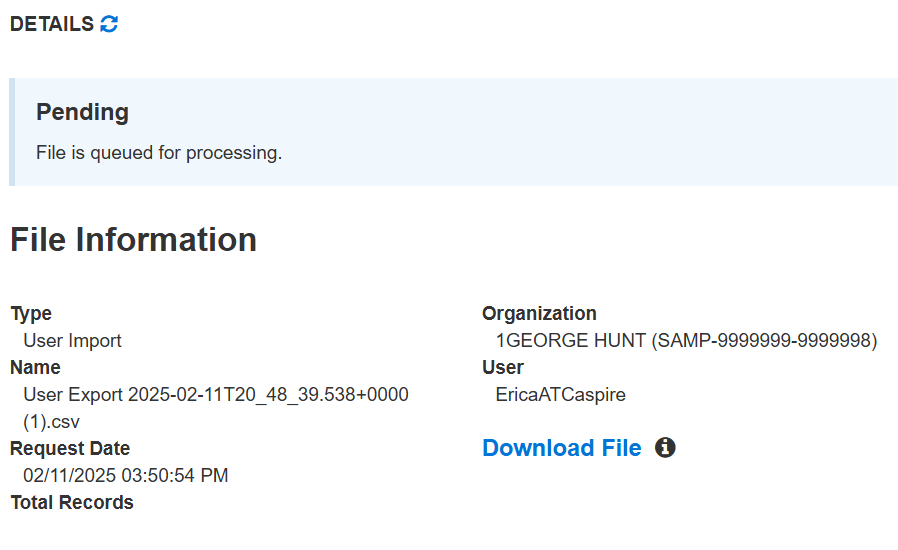 DETAILS
Pending
File is queued for processing.
File Information
Type
User Import
Name
User Export 2025-02-11T20_48_39.538+0000
(1).csv
Request Date
02/11/2025 03:50:54 PM
Total Records
Organization
1GEORGE HUNT (SAMP-9999999-9999998)
User
EricaATCaspire
Download File